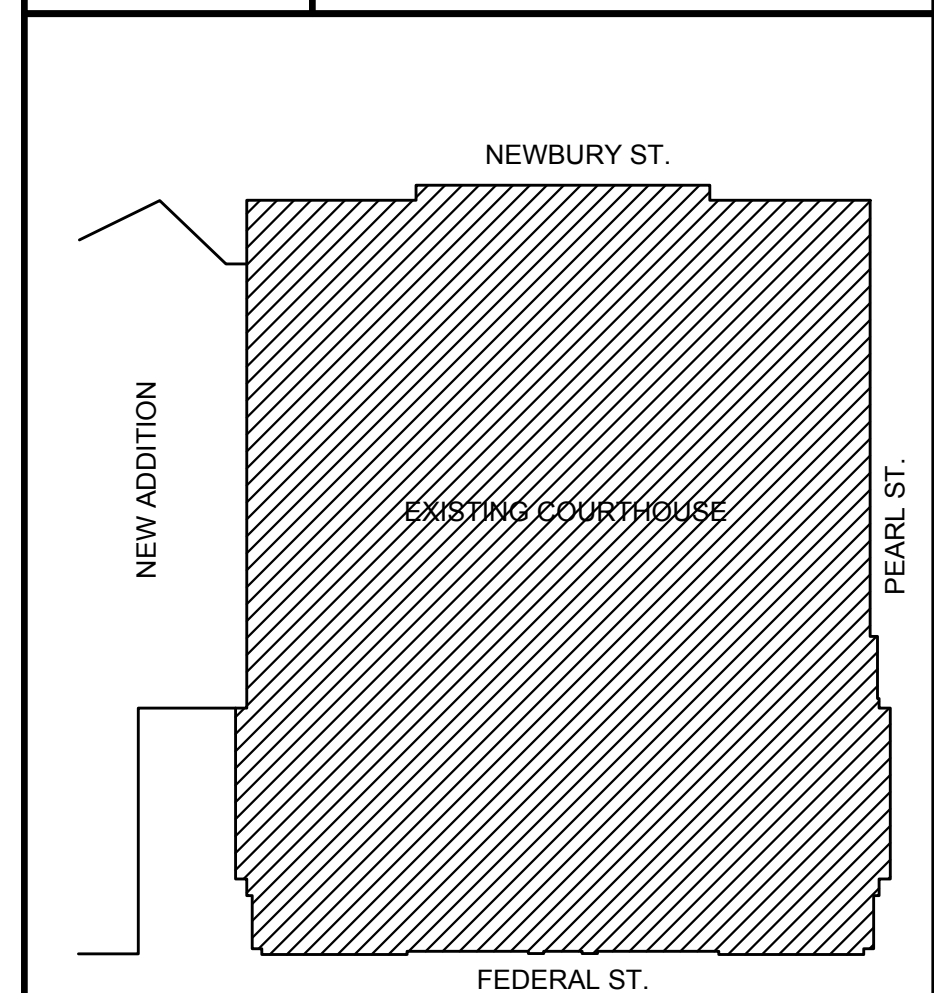 NEWBURY ST.
NEW ADDITION
EXISTING COURTHOUSE
PEARL ST.
FEDERAL ST.